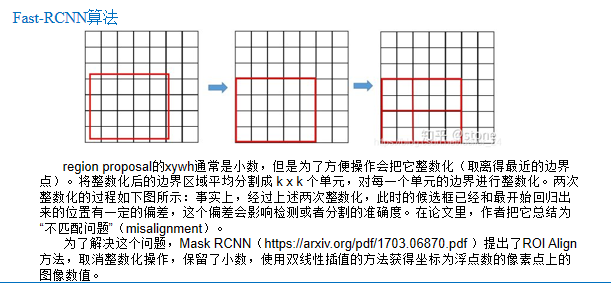 Fast-RCNN算法
知乎 @stone
region proposal的xywh通常是小数，但是为了方便操作会把它整数化（取离得最近的边界
点）。将整数化后的边界区域平均分割成 k x k 个单元，对每一个单元的边界进行整数化。两次
整数化的过程如下图所示：事实上，经过上述两次整数化，此时的候选框已经和最开始回归出
来的位置有一定的偏差，这个偏差会影响检测或者分割的准确度。在论文里，作者把它总结为
“不匹配问题”（misalignment）。
为了解决这个问题，Mask RCNN（https://arxiv.org/pdf/1703.06870.pdf ）提出了ROI Align
方法，取消整数化操作，保留了小数，使用双线性插值的方法获得坐标为浮点数的像素点上的
图像数值。